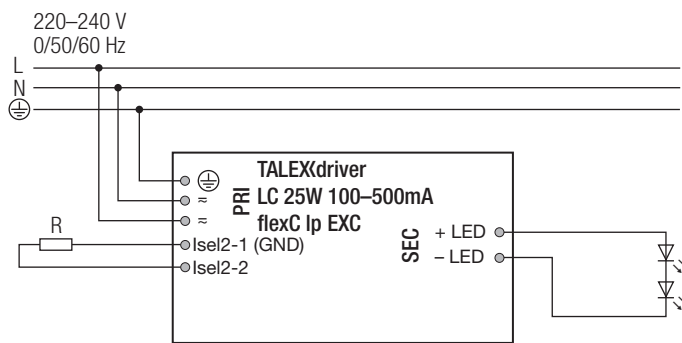 220–240 V
0/50/60 Hz
L
N
TALEXXdriver
LC 25W 100–500mA
flexC lp EXC
PRI
≂
≂
R
Isel2-1 (GND)
Isel2-2
SEC
+ LED
– LED